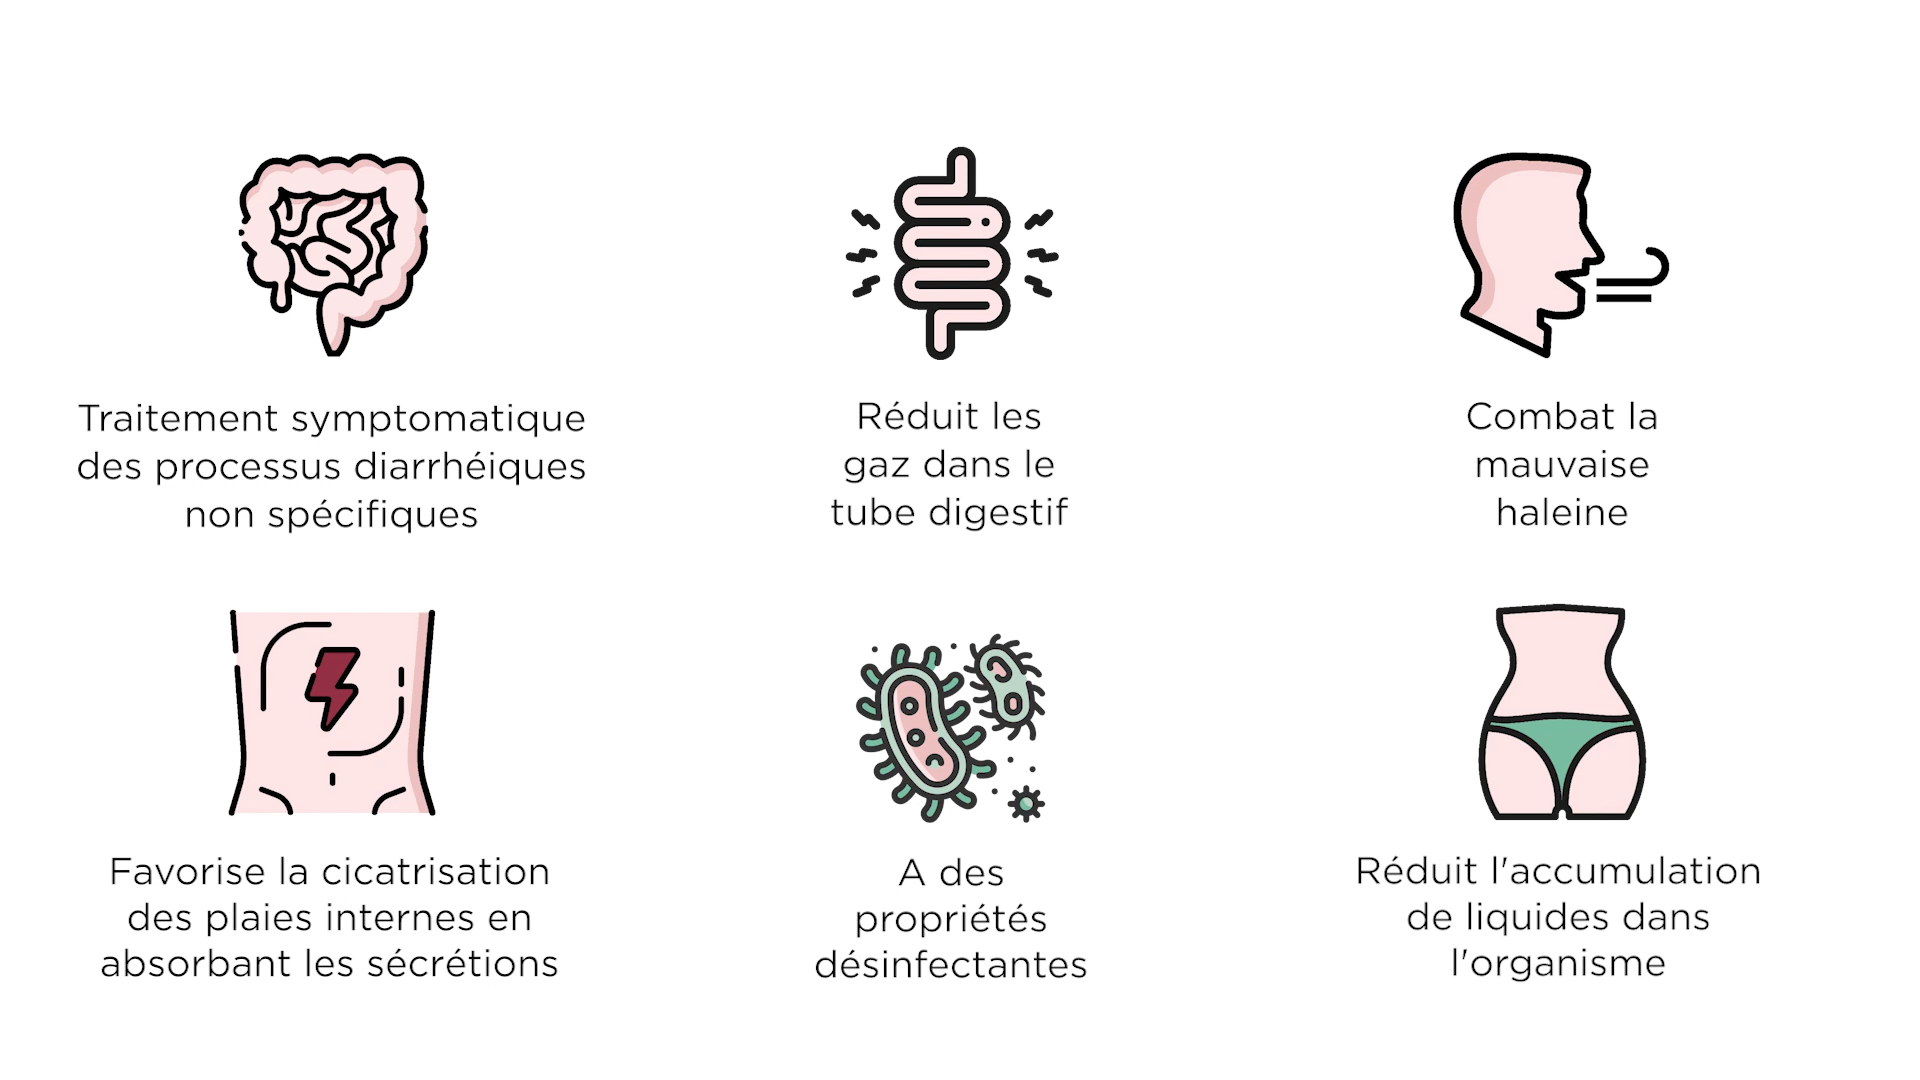 Traitement symptomatique
des processus diarrhéiques
non spécifiques
Réduit les
gaz dans le
tube digestif
Combat la
mauvaise
haleine
Favorise la cicatrisation
des plaies internes en
absorbant les sécrétions
A des
propriétés
désinfectantes
Réduit l'accumulation
de liquides dans
l'organisme